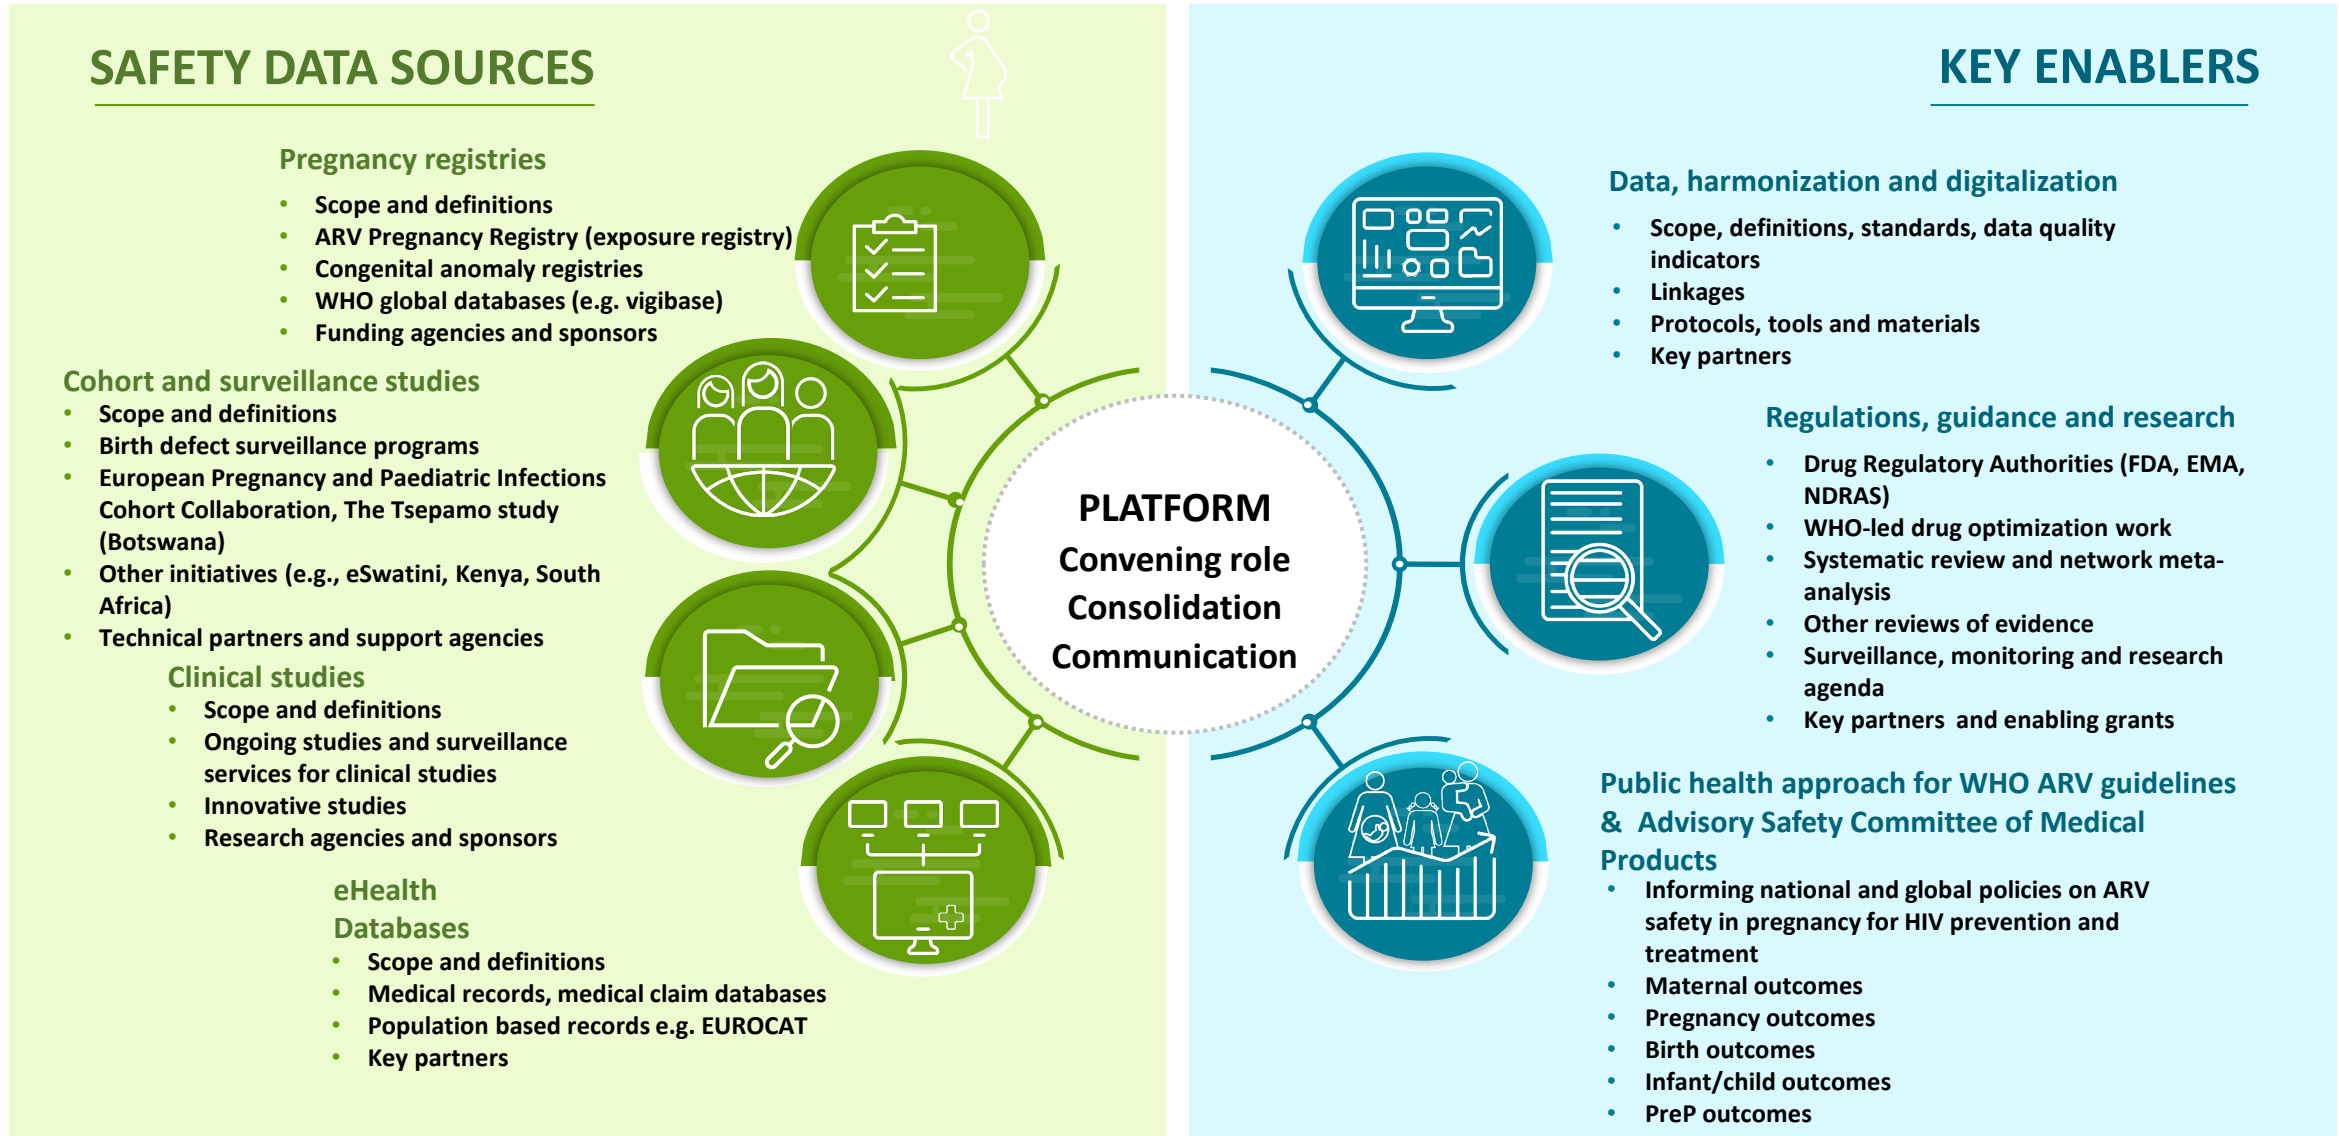 SAFETY DATA SOURCES
Pregnancy registries
• Scope and definitions
• ARV Pregnancy Registry (exposure registry)
• Congenital anomaly registries
• WHO global databases (e.g. vigibase)
• Funding agencies and sponsors
Cohort and surveillance studies
• Scope and definitions
• Birth defect surveillance programs
• European Pregnancy and Paediatric Infections
Cohort Collaboration, The Tsepamo study
(Botswana)
• Other initiatives (e.g., eSwatini, Kenya, South
Africa)
• Technical partners and support agencies
Clinical studies
• Scope and definitions
• Ongoing studies and surveillance
services for clinical studies
• Innovative studies
• Research agencies and sponsors
eHealth
Databases
• Scope and definitions
• Medical records, medical claim databases
• Population based records e.g. EUROCAT
• Key partners
PLATFORM
Convening role
Consolidation
Communication
KEY ENABLERS
Data, harmonization and digitalization
• Scope, definitions, standards, data quality
indicators
• Linkages
• Protocols, tools and materials
• Key partners
Regulations, guidance and research
• Drug Regulatory Authorities (FDA, EMA,
NDRAS)
• WHO-led drug optimization work
• Systematic review and network meta-
analysis
• Other reviews of evidence
• Surveillance, monitoring and research
agenda
• Key partners and enabling grants
Public health approach for WHO ARV guidelines
& Advisory Safety Committee of Medical
Products
• Informing national and global policies on ARV
safety in pregnancy for HIV prevention and
treatment
• Maternal outcomes
• Pregnancy outcomes
• Birth outcomes
• Infant/child outcomes
• PreP outcomes